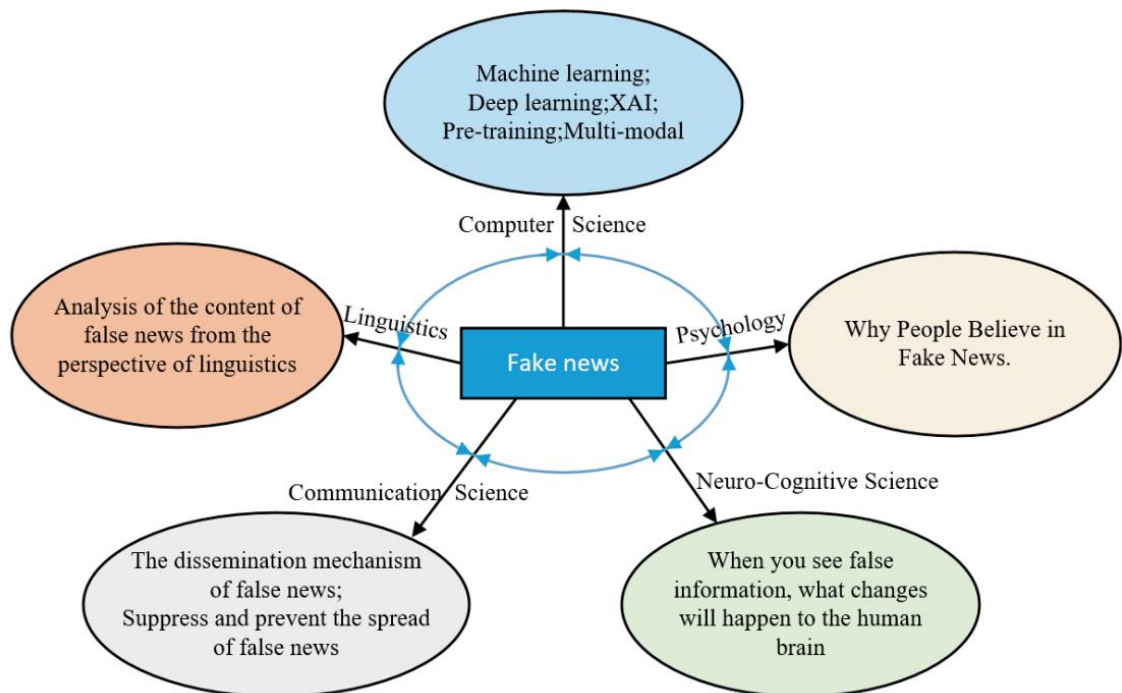 Machine learning;
Deep learning;XAI;
Pre-training;Multi-modal
Computer Science
Linguistics
Psychology
Analysis of the content of
false news from the
perspective of linguistics
Fake news
Why People Believe in
Fake News.
Communication Science
Neuro-Cognitive Science
The dissemination mechanism
of false news;
Suppress and prevent the spread
of false news
When you see false
information, what changes
will happen to the human
brain